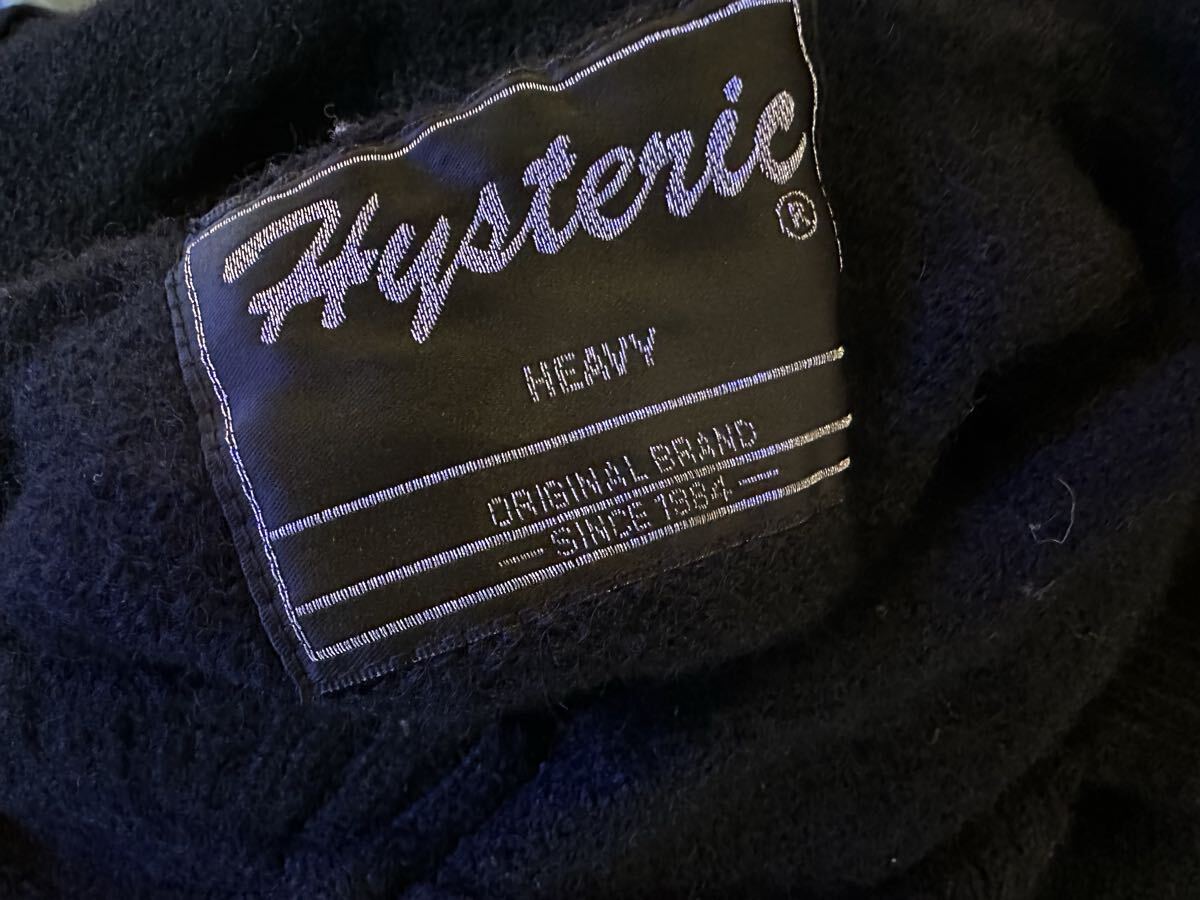 Hysteric ®
HEAVY
ORIGINAL BRAND
SINCE 1984